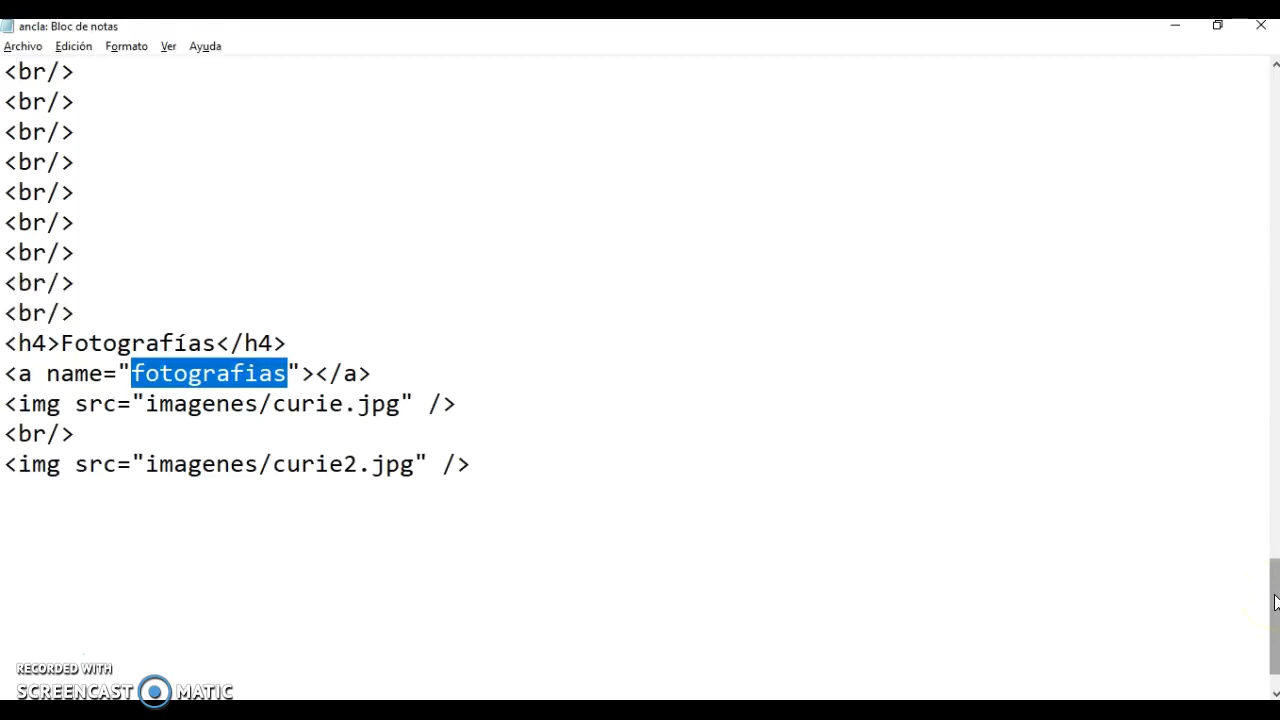 ancla: Bloc de notas
Archivo Edición Formato Ver Ayuda
<br/>
<br/>
<br/>
<br/>
<br/>
<br/>
<br/>
<br/>
<br/>
<h4>Fotografías</h4>
<a name="fotografias"></a>
<img src="imagenes/curie.jpg" />
<br/>
<img src="imagenes/curie2.jpg" />
RECORDED WITH
SCREENCAST MATIC